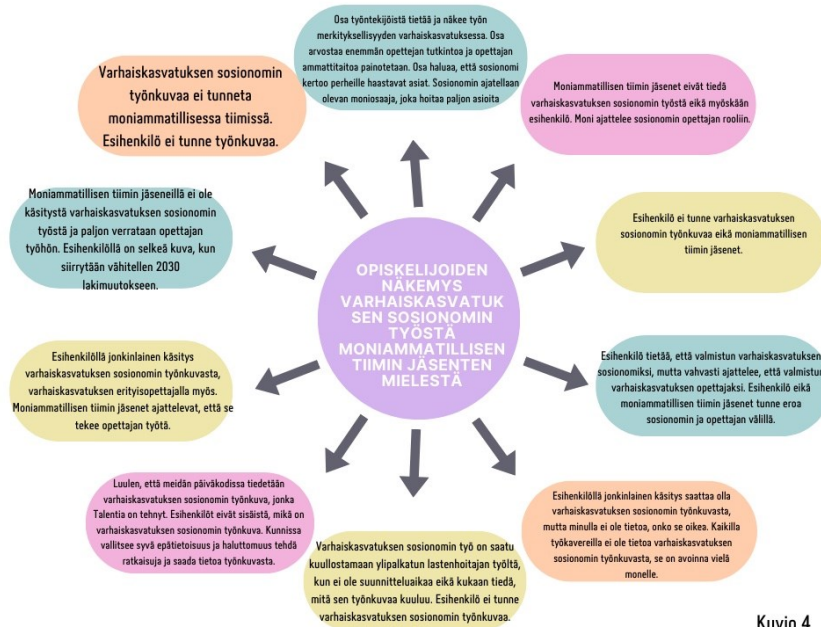 Osa työntekijöistä tietää ja näkee työn
merkityksellisyyden varhaiskasvatuksessa. Osa
arvostaa enemmän opettejan tutkintoa ja opettajan
ammattitaitoa painotetaan. Osa haluaa, että sosionomi
kertoo perheille haastavat asiat. Sosionomin ajatellaan
olevan moniosaaja, joka hoitaa paljon asioita
Moniammatillisen tiimin jäsenet eivät tiedä
varhaiskasvatuksen sosionomin työstä eikä myöskään
esihenkilö. Moni ajattelee sosionomin opettajan rooliin.
Esihenkilö ei tunne varhaiskasvatuksen
sosionomin työnkuvaa eikä moniammatillisen
tiimin jäsenet.
Esihenkilö tietää, että valmistun varhaiskasvatuksen
sosionomiksi, mutta vahvasti ajattelee, että valmistun
varhaiskasvatuksen opettajaksi. Esihenkilö eikä
moniammatillisen tiimin jäsenet tunne eroa
sosionomin ja opettajan välillä.
Esihenkilöllä jonkinlainen käsitys saattaa olla
varhaiskasvatuksen sosionomin työnkuvasta,
mutta minulla ei ole tietoa, onko se oikea. Kaikilla
työkavereilla ei ole tietoa varhaiskasvatuksen
sosionomin työnkuvasta, se on avoinna vielä
monelle.
Varhaiskasvatuksen sosionomin työ on saatu
kuullostamaan ylipalkatun lastenhoitajan työltä,
kun ei ole suunnitteluaikaa eikä kukaan tiedä,
mitä sen työnkuvaa kuuluu. Esihenkilö ei tunne
varhaiskasvatuksen sosionomin työnkuvaa.
Luulen, että meidän päiväkodissa tiedetään
varhaiskasvatuksen sosionomin työnkuva, jonka
Talentia on tehnyt. Esihenkilöt eivät sisäistä, mikä on
varhaiskasvatuksen sosionomin työnkuva. Kunnissa
vallitsee syvä epätietoisuus ja haluttomuus tehdä
ratkaisuja ja saada tietoa työnkuvasta.
Esihenkilöllä jonkinlainen käsitys
varhaiskasvatuksen sosionomin työnkuvasta,
varhaiskasvatuksen erityisopettajalla myös.
Moniammatillisen tiimin jäsenet ajattelevat, että se
tekee opettajan työtä.
Moniammatillisen tiimin jäseneillä ei ole
käsitystä varhaiskasvatuksen sosionomin
työstä ja paljon verrataan opettajan
työhön. Esihenkilöllä on selkeä kuva, kun
siirrytään vähitellen 2030
lakimuutokseen.
Varhaiskasvatuksen sosionomin
työnkuvaa ei tunneta
moniammatillisessa tiimissä.
Esihenkilö ei tunne työnkuvaa.
OPISKELIJOIDEN
NÄKEMYS
VARHAISKASVATUK
SEN SOSIONOMIN
TYÖSTÄ
MONIAMMATILLISEN
TIIMIN JÄSENTEN
MIELESTÄ
Kuvio 4